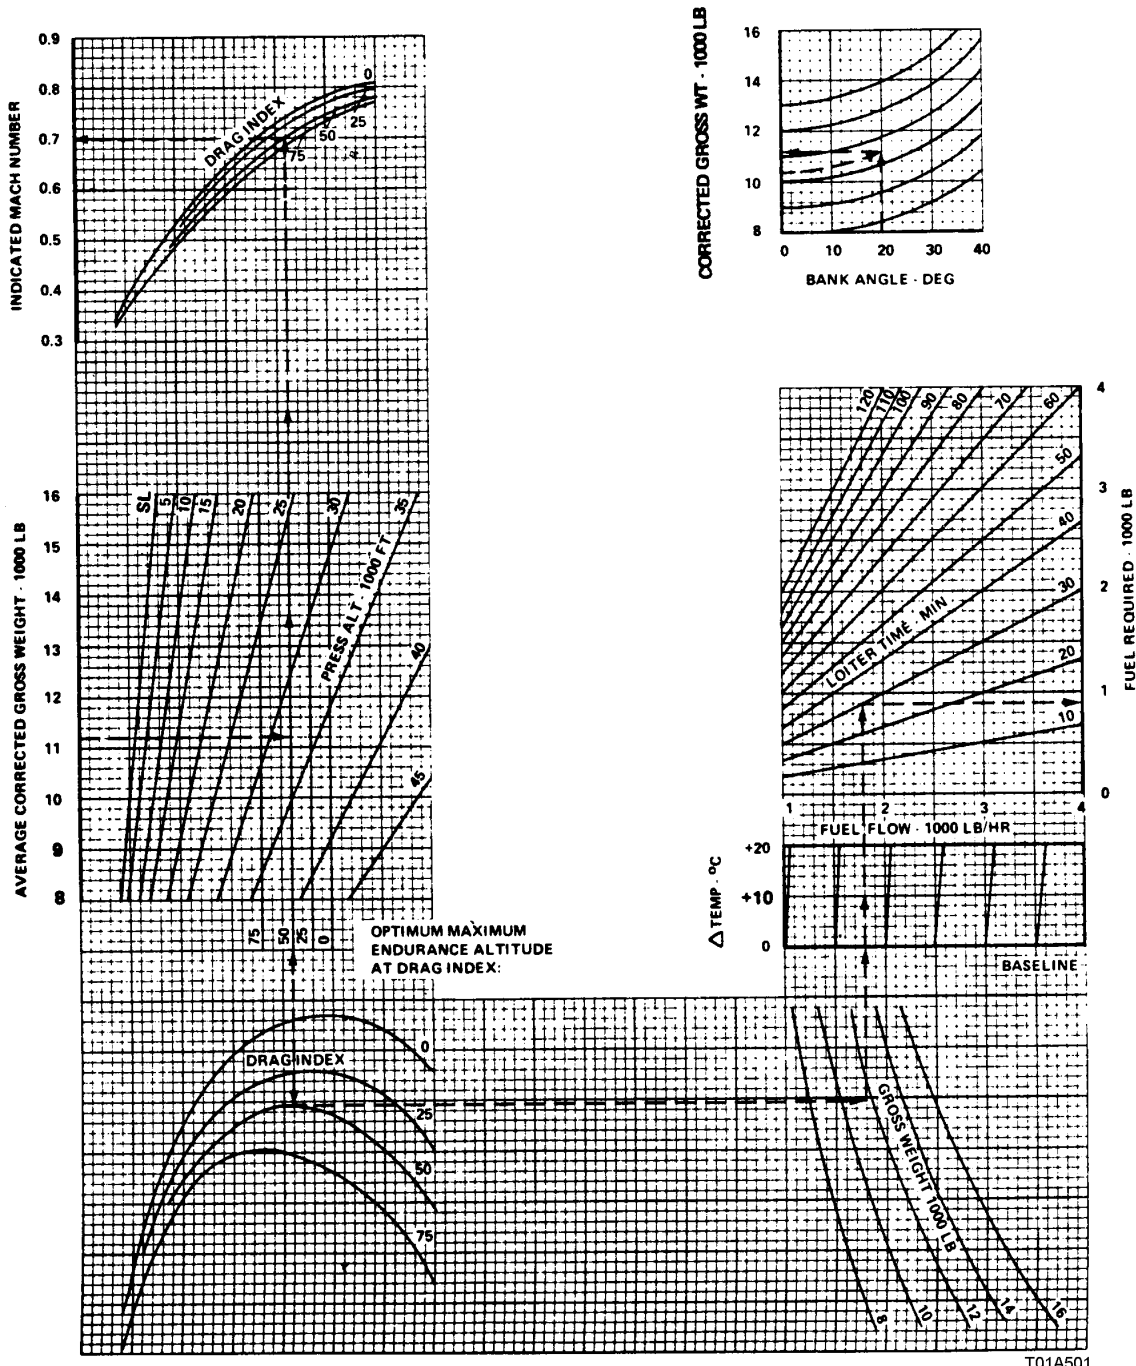 0.9
0.8
0.7
0.6
0.5
0.4
0.3
INDICATED MACH NUMBER
DRAG INDEX
0
25
50
75
CORRECTED GROSS WT - 1000 LB
16
14
12
10
8
0 10 20 30 40
BANK ANGLE - DEG
AVERAGE CORRECTED GROSS WEIGHT - 1000 LB
16
15
14
13
12
11
10
9
8
SL 5 10 15 20 25 30 35
40
45
PRESS ALT - 1000 FT
75 50 25 0
OPTIMUM MAXIMUM
ENDURANCE ALTITUDE
AT DRAG INDEX:
120 110 100 90 80 70 60
50
40
30
20
10
LOITER TIME - MIN
4
3
2
1
0
FUEL REQUIRED - 1000 LB
1 2 3 4
FUEL FLOW - 1000 LB/HR
Δ TEMP - °C
+20
+10
0
BASELINE
DRAG INDEX
0
25
50
75
GROSS WEIGHT 1000 LB
8 10 12 14 16
T01A501